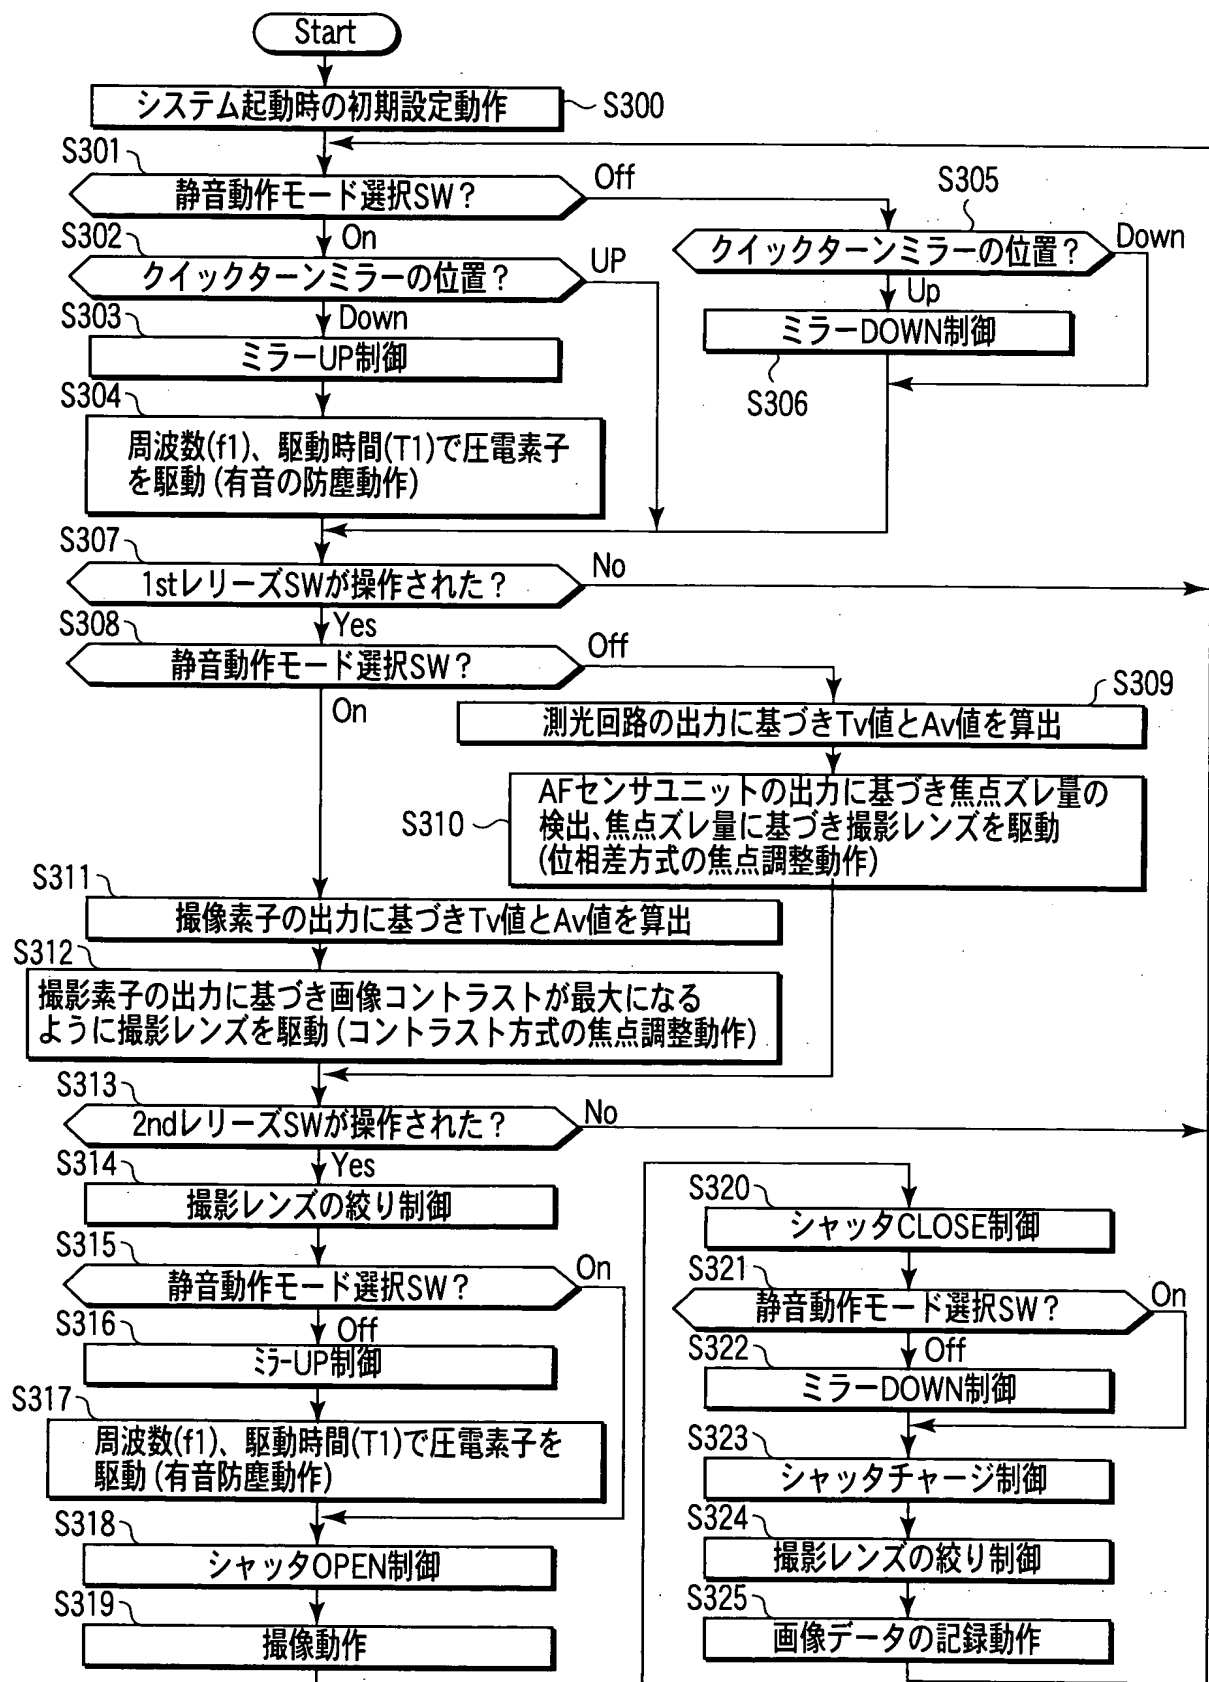 Start
システム起動時の初期設定動作
S300
S301
静音動作モード選択SW?
Off
On
S302
クイックターンミラーの位置?
UP
Down
S303
ミラーUP制御
S304
周波数(f1)、駆動時間(T1)で圧電素子
を駆動(有音の防塵動作)
S305
クイックターンミラーの位置?
Down
Up
ミラーDOWN制御
S306
S307
1stレリーズSWが操作された?
No
Yes
S308
静音動作モード選択SW?
Off
On
S309
測光回路の出力に基づきTv値とAv値を算出
S310
AFセンサユニットの出力に基づき焦点ズレ量の
検出、焦点ズレ量に基づき撮影レンズを駆動
(位相差方式の焦点調整動作)
S311
撮像素子の出力に基づきTv値とAv値を算出
S312
撮影素子の出力に基づき画像コントラストが最大になる
ように撮影レンズを駆動(コントラスト方式の焦点調整動作)
S313
2ndレリーズSWが操作された?
No
Yes
S314
撮影レンズの絞り制御
S315
静音動作モード選択SW?
On
Off
S316
ミラーUP制御
S317
周波数(f1)、駆動時間(T1)で圧電素子を
駆動(有音防塵動作)
S318
シャッタOPEN制御
S319
撮像動作
S320
シャッタCLOSE制御
S321
静音動作モード選択SW?
On
Off
S322
ミラーDOWN制御
S323
シャッタチャージ制御
S324
撮影レンズの絞り制御
S325
画像データの記録動作